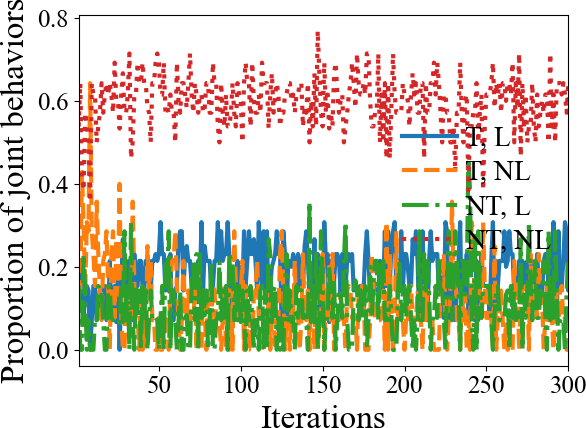 Proportion of joint behaviors
0.8
0.6
0.4
0.2
0.0
T, L
T, NL
NT, L
NT, NL
50
100
150
200
250
300
Iterations